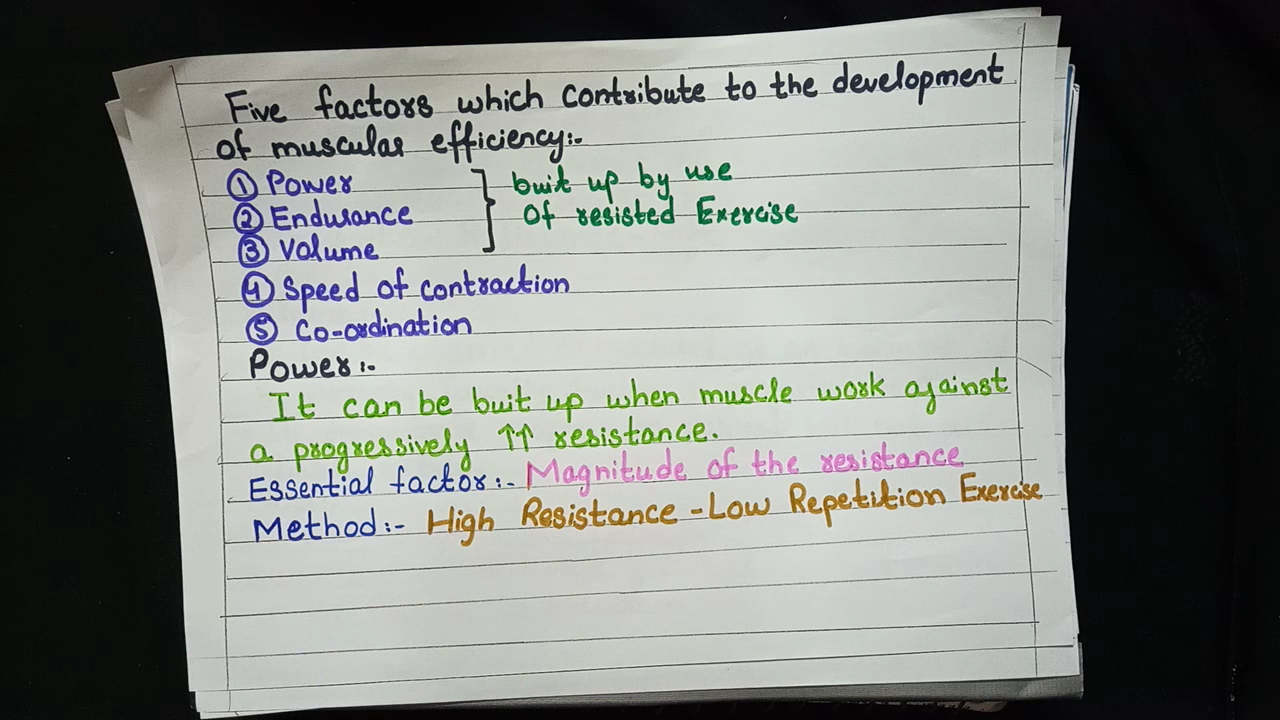 Five factors which contribute to the development
of muscular efficiency:-
① Power
② Endurance
③ Volume
} buit up by use
of resisted Exercise
④ Speed of contraction
⑤ Co-ordination
Power:-
It can be buit up when muscle work against
a progressively ↑↑ resistance.
Essential factor:- Magnitude of the resistance
Method:- High Resistance - Low Repetition Exercise